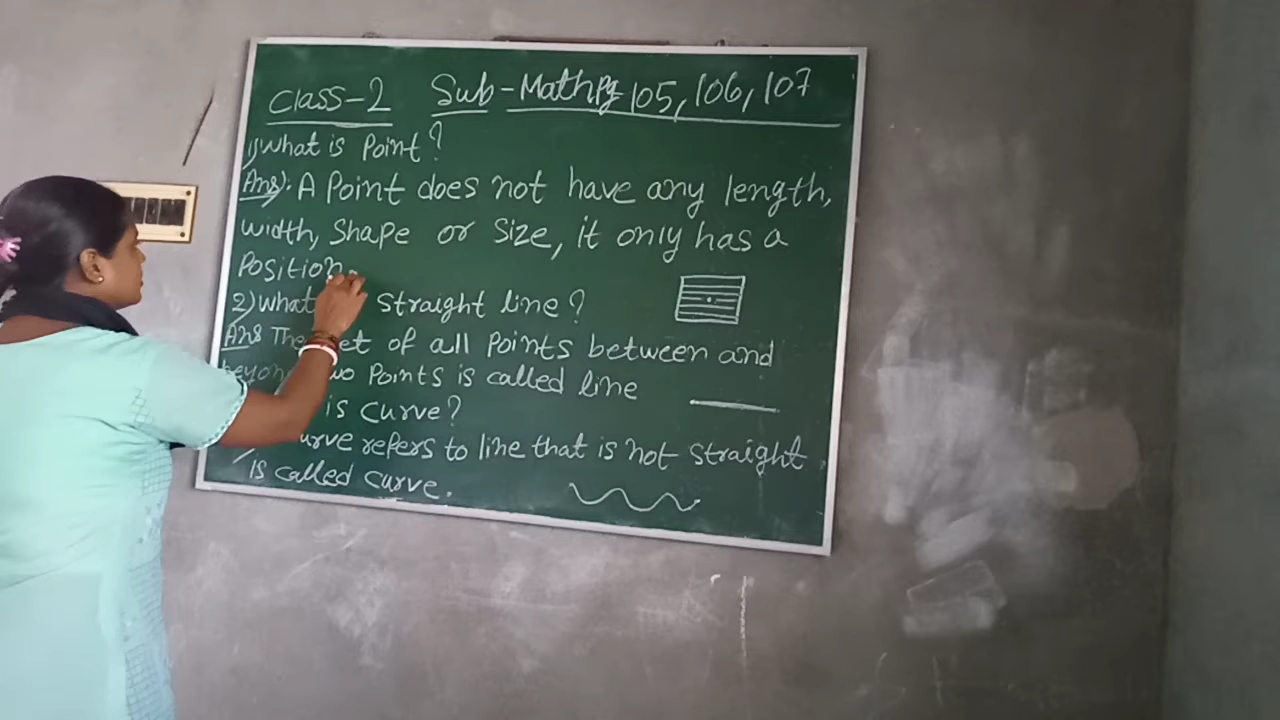 Class-2 Sub-Math Pg 105, 106, 107
1) What is Point?
Ans): A Point does not have any length,
width, Shape or Size, it only has a
Position.
2) What straight line?
Ans The set of all Points between and
beyond two Points is called line
is curve?
curve refers to line that is not straight.
is called curve.